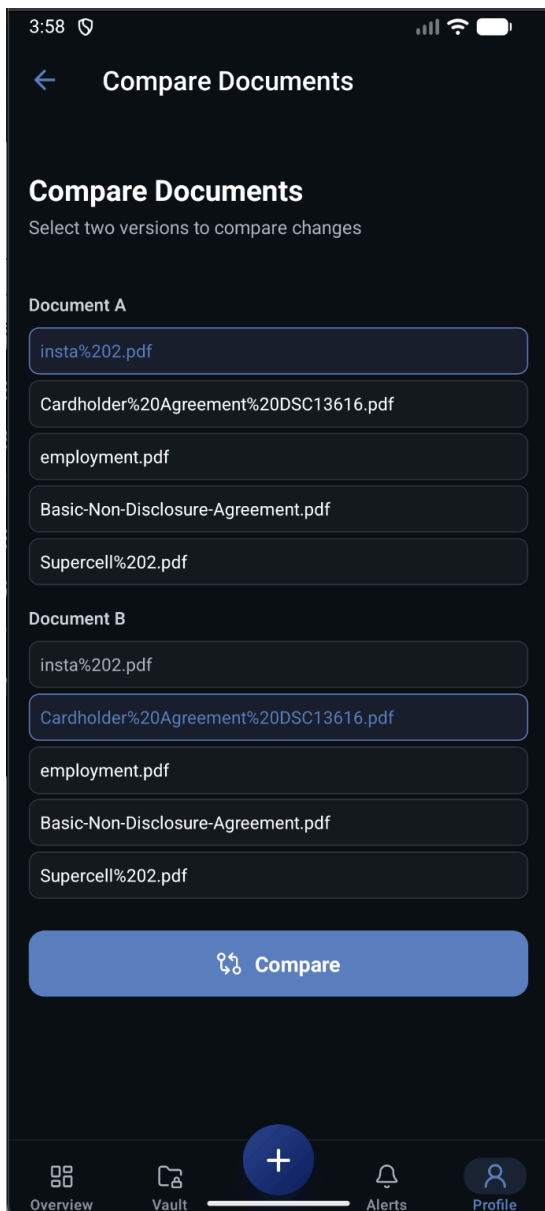 3:58
Compare Documents
Compare Documents
Select two versions to compare changes
Document A
insta%202.pdf
Cardholder%20Agreement%20DSC13616.pdf
employment.pdf
Basic-Non-Disclosure-Agreement.pdf
Supercell%202.pdf
Document B
insta%202.pdf
Cardholder%20Agreement%20DSC13616.pdf
employment.pdf
Basic-Non-Disclosure-Agreement.pdf
Supercell%202.pdf
Compare
Overview Vault Alerts Profile